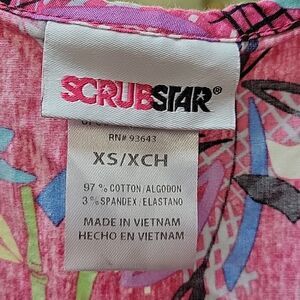 SCRUBSTAR®
RN# 93643
XS/XCH
97 % COTTON/ALGODON
3 % SPANDEX/ELASTANO
MADE IN VIETNAM
HECHO EN VIETNAM